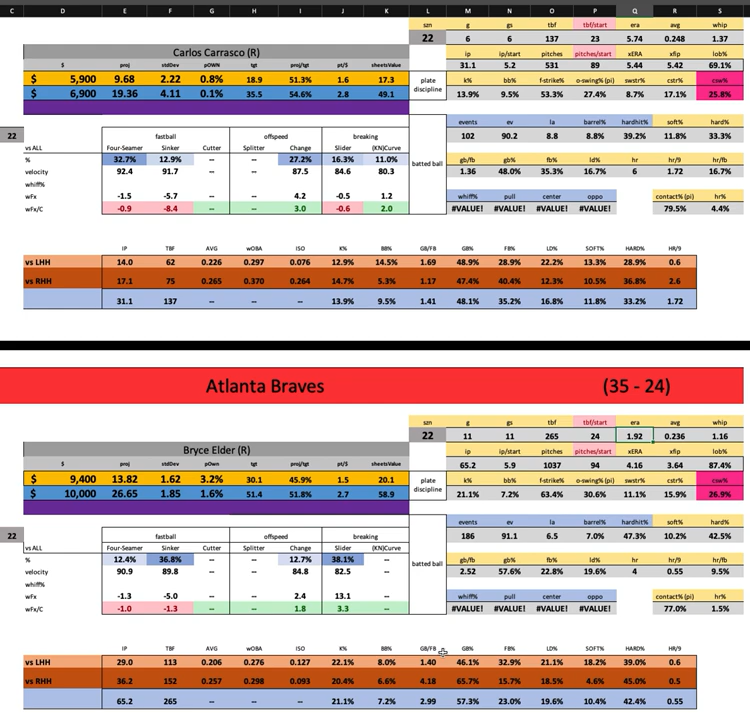 C D E F G H I J K L M N O P Q R S
szn g gs tbf tbf/start era avg whip
22 6 6 137 23 5.74 0.248 1.37
Carlos Carrasco (R) ip ip/start pitches pitches/start xERA xfip lob%
31.1 5.2 531 89 5.44 5.42 69.1%
$ proj stdDev pOWN tgt proj/tgt pt/$ sheetsValue
plate discipline k% bb% f-strike% o-swing% (pi) swstr% cstr% csw%
$ 5,900 9.68 2.22 0.8% 18.9 51.3% 1.6 17.3
$ 6,900 19.36 4.11 0.1% 35.5 54.6% 2.8 49.1 13.9% 9.5% 53.3% 27.4% 8.7% 17.1% 25.8%
events ev la barrel% hardhit% soft% hard%
22 fastball offspeed breaking 102 90.2 8.8 8.8% 39.2% 11.8% 33.3%
vs ALL Four-Seamer Sinker Cutter Splitter Change Slider (KN)Curve
% 32.7% 12.9% -- -- 27.2% 16.3% 11.0% batted ball gb/fb gb% fb% ld% hr hr/9 hr/fb
velocity 92.4 91.7 -- -- 87.5 84.6 80.3 1.36 48.0% 35.3% 16.7% 6 1.72 16.7%
whiff%
wFx -1.5 -5.7 4.2 -0.5 1.2 whiff% pull center oppo contact% (pi) hr%
wFx/C -0.9 -8.4 -- -- 3.0 -0.6 2.0 #VALUE! #VALUE! #VALUE! #VALUE! 79.5% 4.4%
IP TBF AVG wOBA ISO K% BB% GB/FB GB% FB% LD% SOFT% HARD% HR/9
vs LHH 14.0 62 0.226 0.297 0.076 12.9% 14.5% 1.69 48.9% 28.9% 22.2% 13.3% 28.9% 0.6
vs RHH 17.1 75 0.265 0.370 0.264 14.7% 5.3% 1.17 47.4% 40.4% 12.3% 10.5% 36.8% 2.6
31.1 137 -- -- -- 13.9% 9.5% 1.41 48.1% 35.2% 16.8% 11.8% 33.2% 1.72
Atlanta Braves (35 - 24)
szn g gs tbf tbf/start era avg whip
22 11 11 265 24 1.92 0.236 1.16
Bryce Elder (R) ip ip/start pitches pitches/start xERA xfip lob%
65.2 5.9 1037 94 4.16 3.64 87.4%
$ proj stdDev pOwn tgt proj/tgt pt/$ sheetsValue
plate discipline k% bb% f-strike% o-swing% (pi) swstr% cstr% csw%
$ 9,400 13.82 1.62 3.2% 30.1 45.9% 1.5 20.1
$ 10,000 26.65 1.85 1.6% 51.4 51.8% 2.7 58.9 21.1% 7.2% 63.4% 30.6% 11.1% 15.9% 26.9%
events ev la barrel% hardhit% soft% hard%
22 fastball offspeed breaking 186 91.1 6.5 7.0% 47.3% 10.2% 42.5%
vs ALL Four-Seamer Sinker Cutter Splitter Change Slider (KN)Curve
% 12.4% 36.8% -- -- 12.7% 38.1% -- batted ball gb/fb gb% fb% ld% hr hr/9 hr/fb
velocity 90.9 89.8 -- -- 84.8 82.5 -- 2.52 57.6% 22.8% 19.6% 4 0.55 9.5%
whiff%
wFx -1.3 -5.0 2.4 13.1 whiff% pull center oppo contact% (pi) hr%
wFx/C -1.0 -1.3 -- -- 1.8 3.3 -- #VALUE! #VALUE! #VALUE! #VALUE! 77.0% 1.5%
IP TBF AVG wOBA ISO K% BB% GB/FB GB% FB% LD% SOFT% HARD% HR/9
vs LHH 29.0 113 0.206 0.276 0.127 22.1% 8.0% 1.40 46.1% 32.9% 21.1% 18.2% 39.0% 0.6
vs RHH 36.2 152 0.257 0.298 0.093 20.4% 6.6% 4.18 65.7% 15.7% 18.5% 4.6% 45.0% 0.5
65.2 265 -- -- -- 21.1% 7.2% 2.99 57.3% 23.0% 19.6% 10.4% 42.4% 0.55